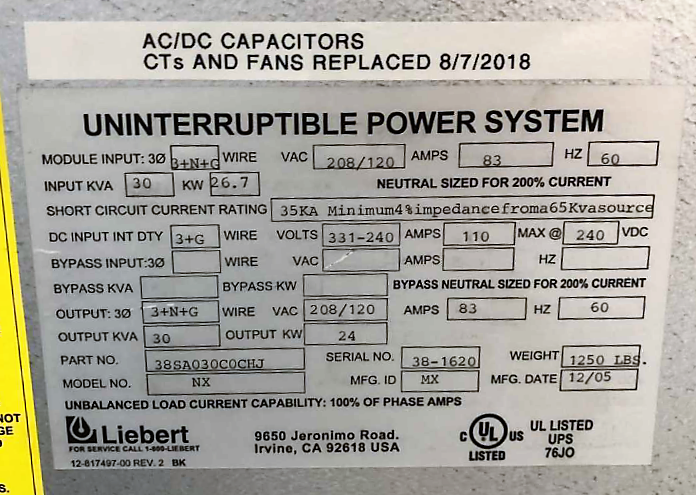 AC/DC CAPACITORS
CTs AND FANS REPLACED 8/7/2018
UNINTERRUPTIBLE POWER SYSTEM
MODULE INPUT: 3Ø 3+N+G WIRE VAC 208/120 AMPS 83 HZ 60
INPUT KVA 30 KW 26.7 NEUTRAL SIZED FOR 200% CURRENT
SHORT CIRCUIT CURRENT RATING 35KA Minimum4%impedancefroma65Kvasource
DC INPUT INT DTY 3+G WIRE VOLTS 331-240 AMPS 110 MAX @ 240 VDC
BYPASS INPUT:3Ø WIRE VAC AMPS HZ
BYPASS KVA BYPASS KW BYPASS NEUTRAL SIZED FOR 200% CURRENT
OUTPUT: 3Ø 3+N+G WIRE VAC 208/120 AMPS 83 HZ 60
OUTPUT KVA 30 OUTPUT KW 24
PART NO. 38SA030C0CHJ SERIAL NO. 38-1620 WEIGHT 1250 LBS.
MODEL NO. NX MFG. ID MX MFG. DATE 12/05
UNBALANCED LOAD CURRENT CAPABILITY: 100% OF PHASE AMPS
Liebert
FOR SERVICE CALL 1-800-LIEBERT
12-817497-00 REV. 2 BK
9650 Jeronimo Road.
Irvine, CA 92618 USA
C UL US
LISTED
UL LISTED
UPS
76JO
NOT
GE
S.